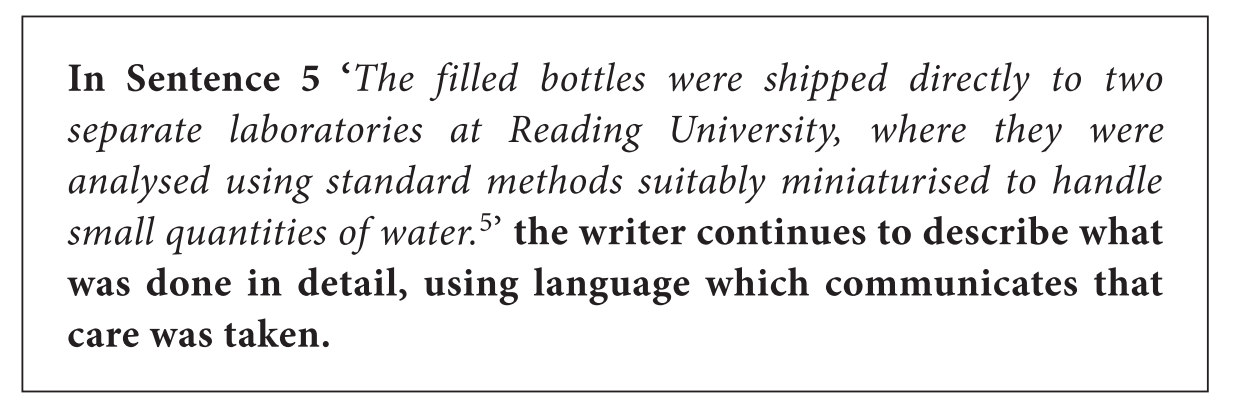 In Sentence 5 ‘The filled bottles were shipped directly to two
separate laboratories at Reading University, where they were
analysed using standard methods suitably miniaturised to handle
small quantities of water.⁵’ the writer continues to describe what
was done in detail, using language which communicates that
care was taken.